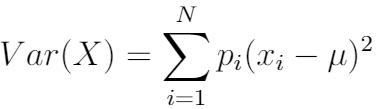 $Var(X) = \sum_{i=1}^{N} p_i(x_i - \mu)^2$